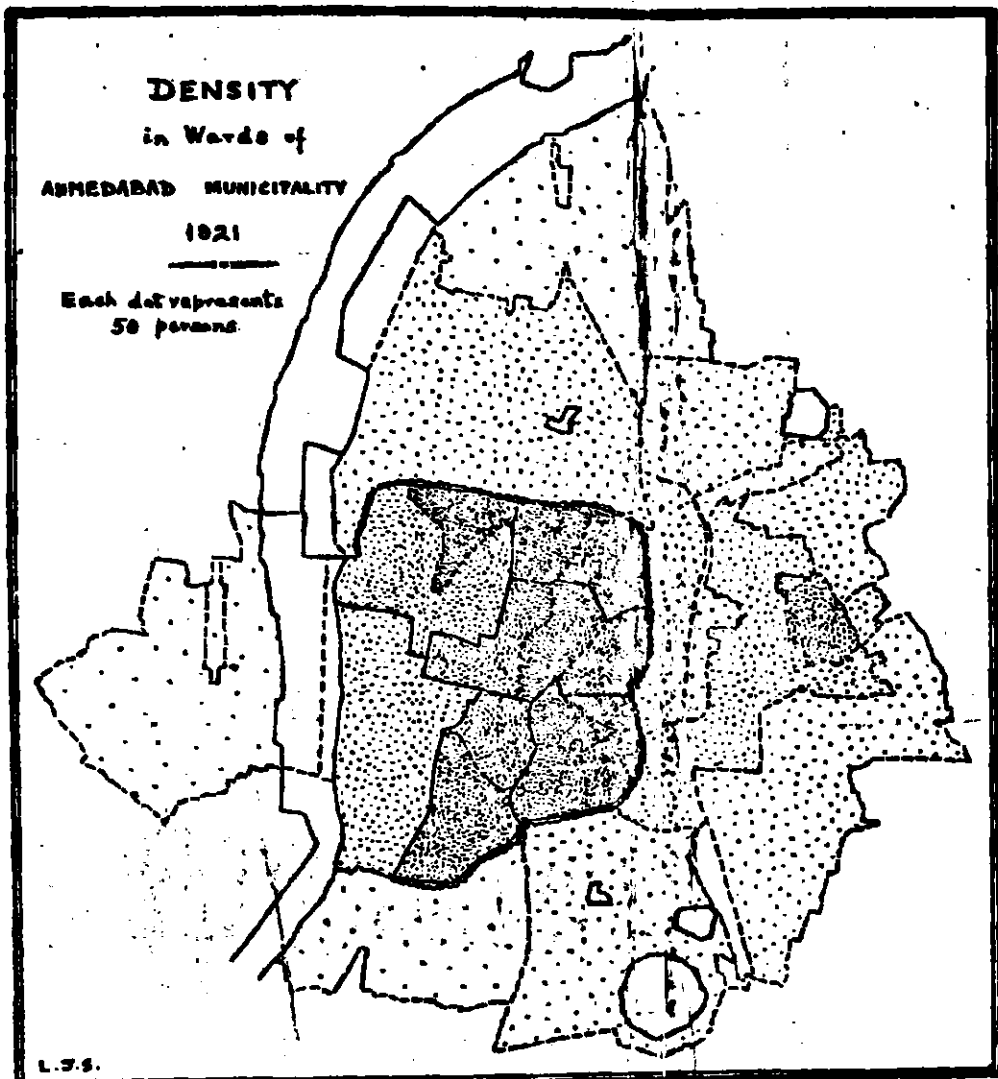 DENSITY
in Wards of
AHMEDABAD MUNICIPALITY
1921
Each dot represents
50 persons
L.J.S.